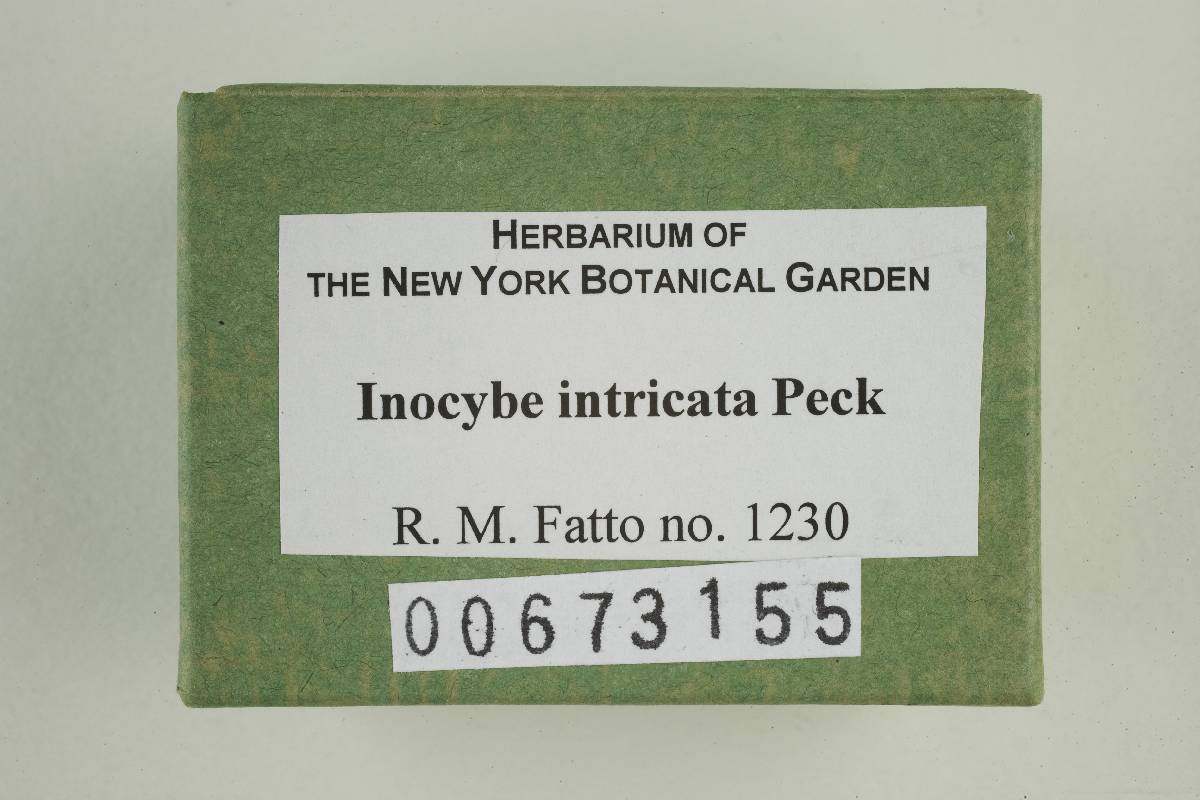 HERBARIUM OF
THE NEW YORK BOTANICAL GARDEN
Inocybe intricata Peck
R. M. Fatto no. 1230
00673155